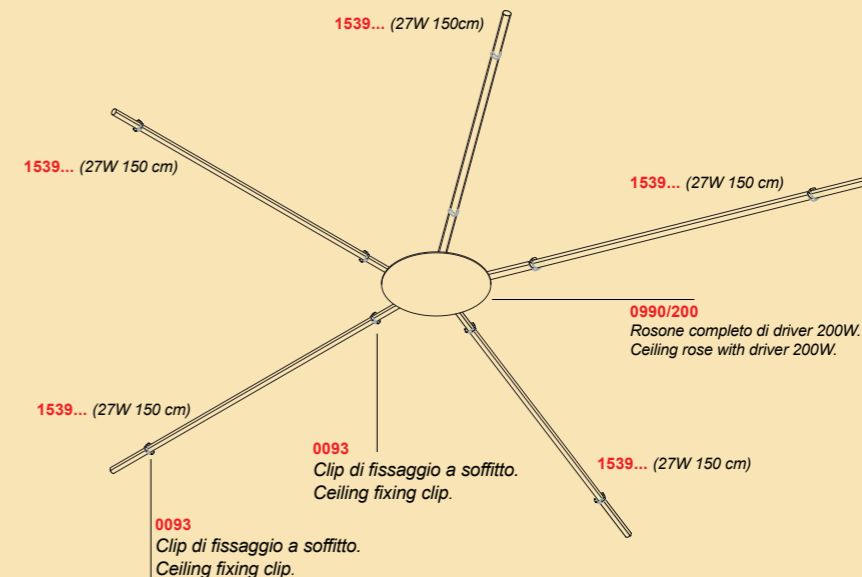 1539... (27W 150cm)
1539... (27W 150 cm)
1539... (27W 150 cm)
0990/200
Rosone completo di driver 200W.
Ceiling rose with driver 200W.
1539... (27W 150 cm)
0093
Clip di fissaggio a soffitto.
Ceiling fixing clip.
1539... (27W 150 cm)
0093
Clip di fissaggio a soffitto.
Ceiling fixing clip.